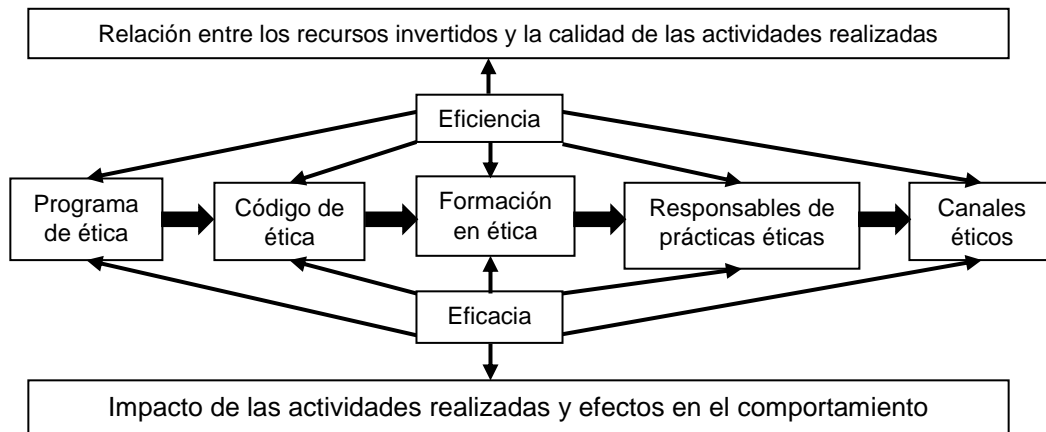 Relación entre los recursos invertidos y la calidad de las actividades realizadas
Eficiencia
Programa
de ética
Código de
ética
Formación
en ética
Responsables de
prácticas éticas
Canales
éticos
Eficacia
Impacto de las actividades realizadas y efectos en el comportamiento